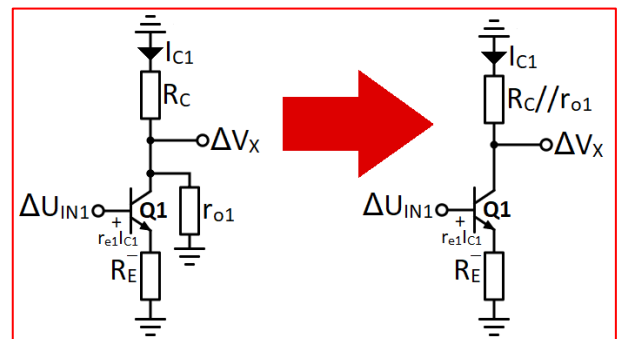 IC1
RC
ΔVX
ΔUIN1
Q1
+
re1IC1
−
ro1
RE
IC1
RC//ro1
ΔVX
ΔUIN1
Q1
+
re1IC1
−
RE